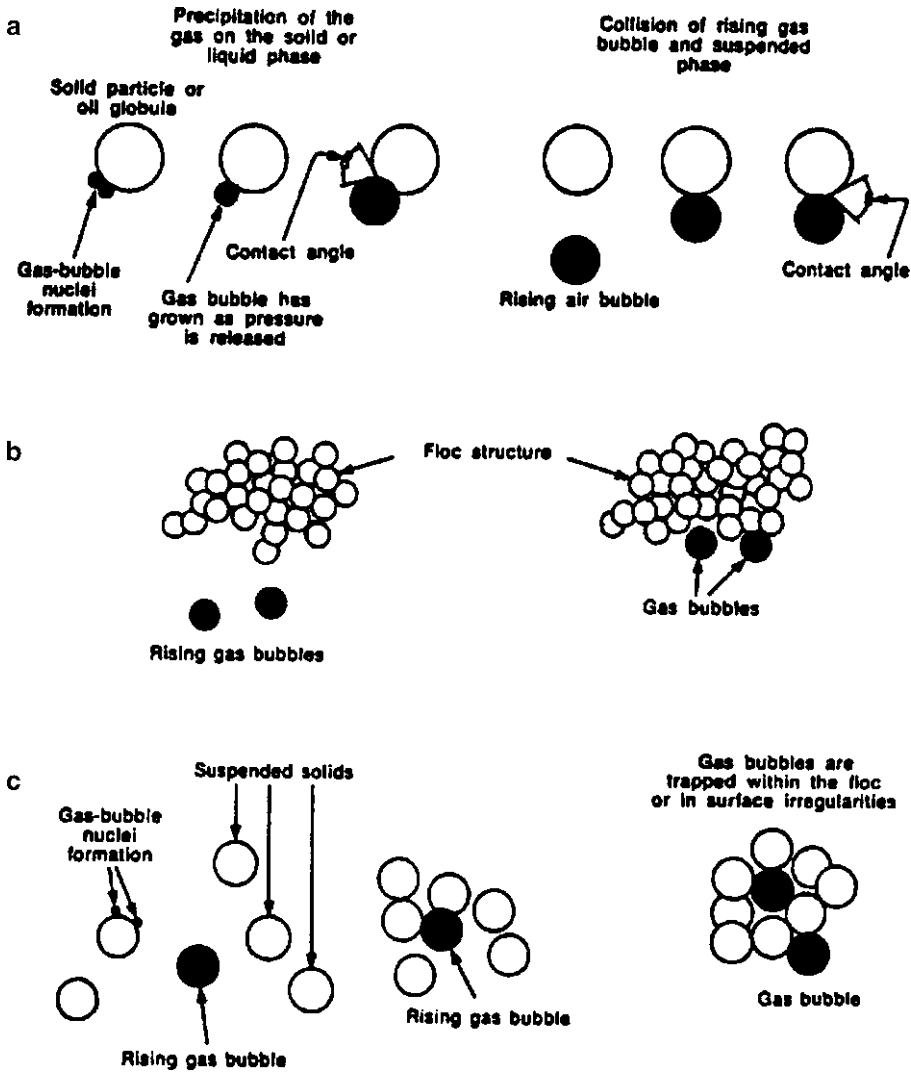 a
Precipitation of the
gas on the solid or
liquid phase
Collision of rising gas
bubble and suspended
phase
Solid particle or
oil globule
Gas-bubble
nuclei
formation
Gas bubble has
grown as pressure
is released
Contact angle
Rising air bubble
Contact angle
b
Floc structure
Rising gas bubbles
Gas bubbles
c
Suspended solids
Gas-bubble
nuclei
formation
Rising gas bubble
Rising gas bubble
Gas bubbles are
trapped within the floc
or in surface irregularities
Gas bubble